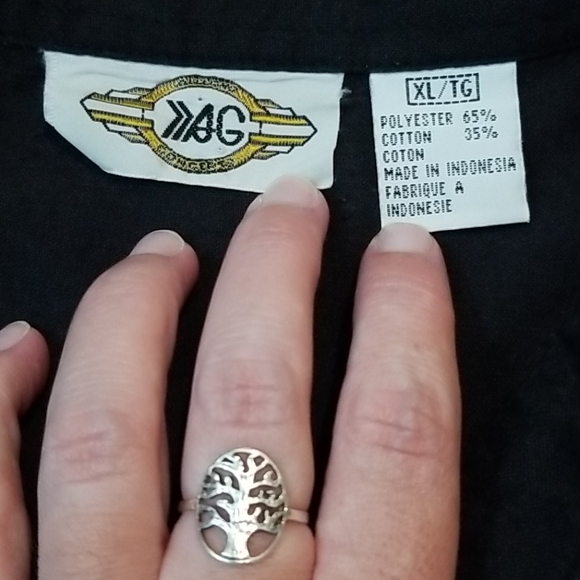 AG
XL/TG
POLYESTER 65%
COTTON 35%
COTON
MADE IN INDONESIA
FABRIQUE A
INDONESIE